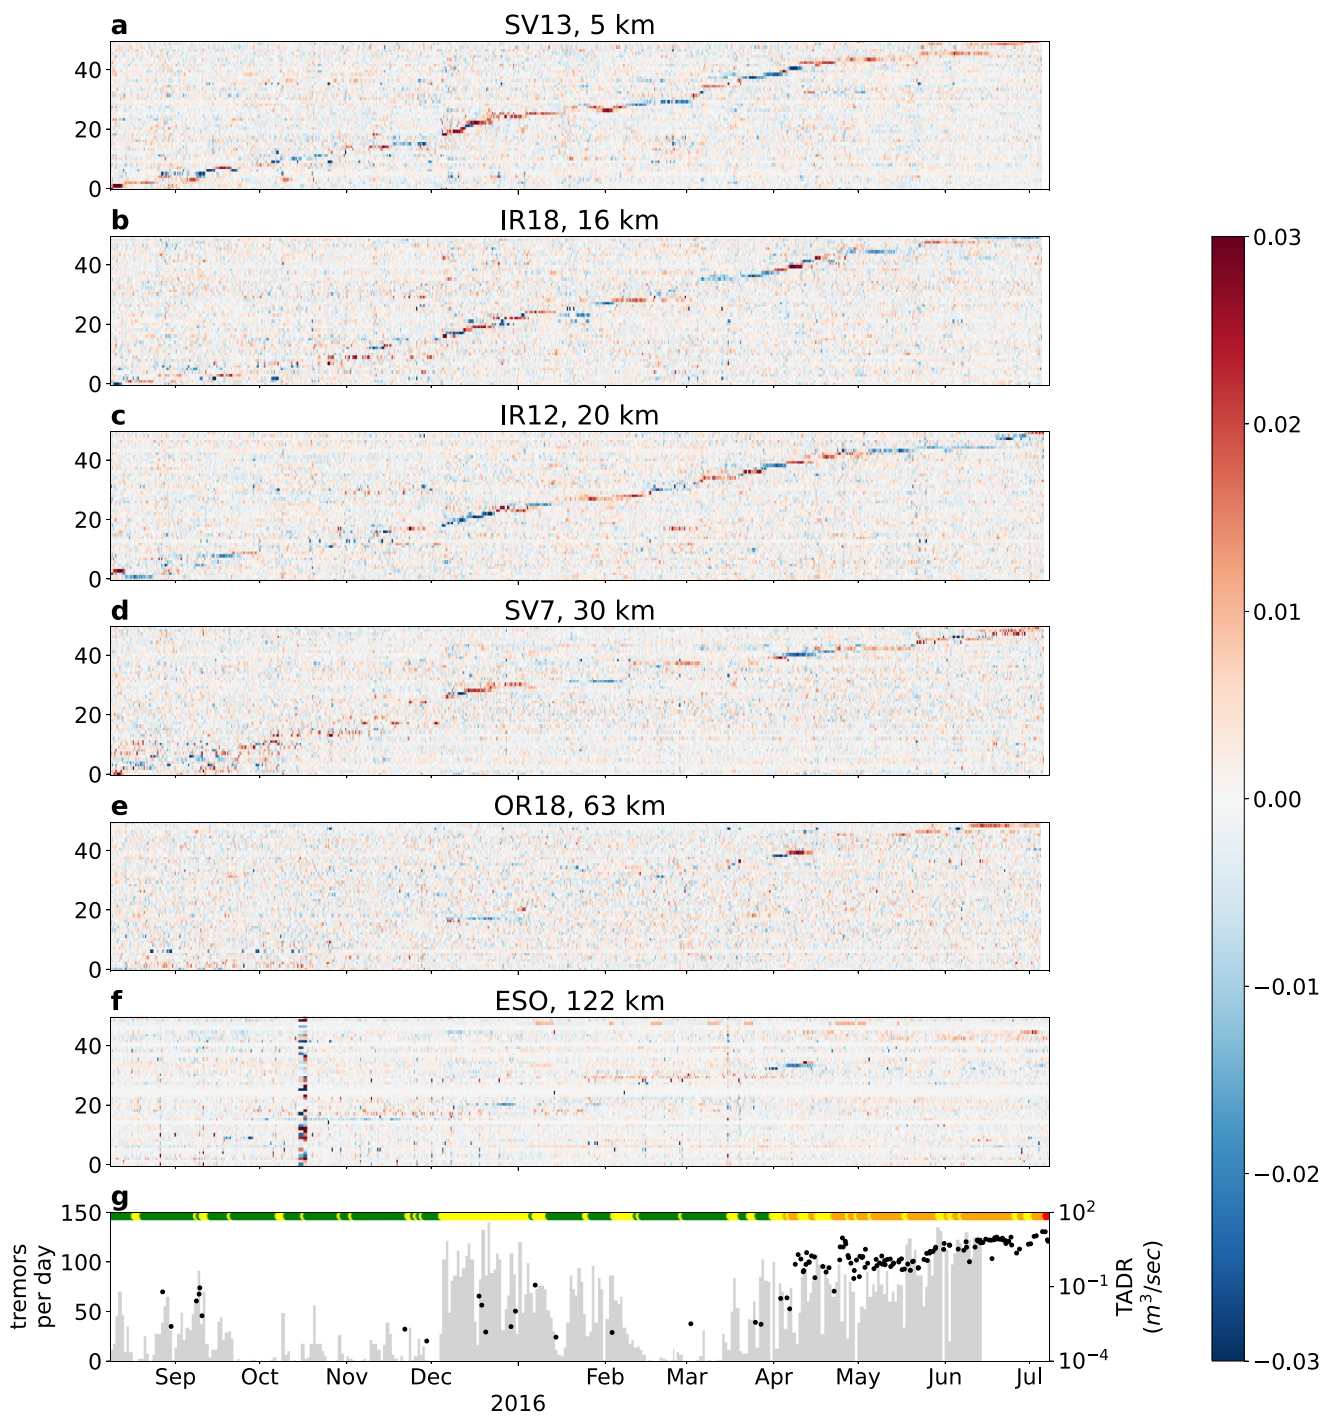 a
SV13, 5 km
40
20
0
b
IR18, 16 km
40
20
0
c
IR12, 20 km
40
20
0
d
SV7, 30 km
40
20
0
e
OR18, 63 km
40
20
0
f
ESO, 122 km
40
20
0
g
150
100
50
0
tremors
per day
10²
10⁻¹
10⁻⁴
TADR
(m³/sec)
Sep Oct Nov Dec Feb Mar Apr May Jun Jul
2016
0.03
0.02
0.01
0.00
−0.01
−0.02
−0.03